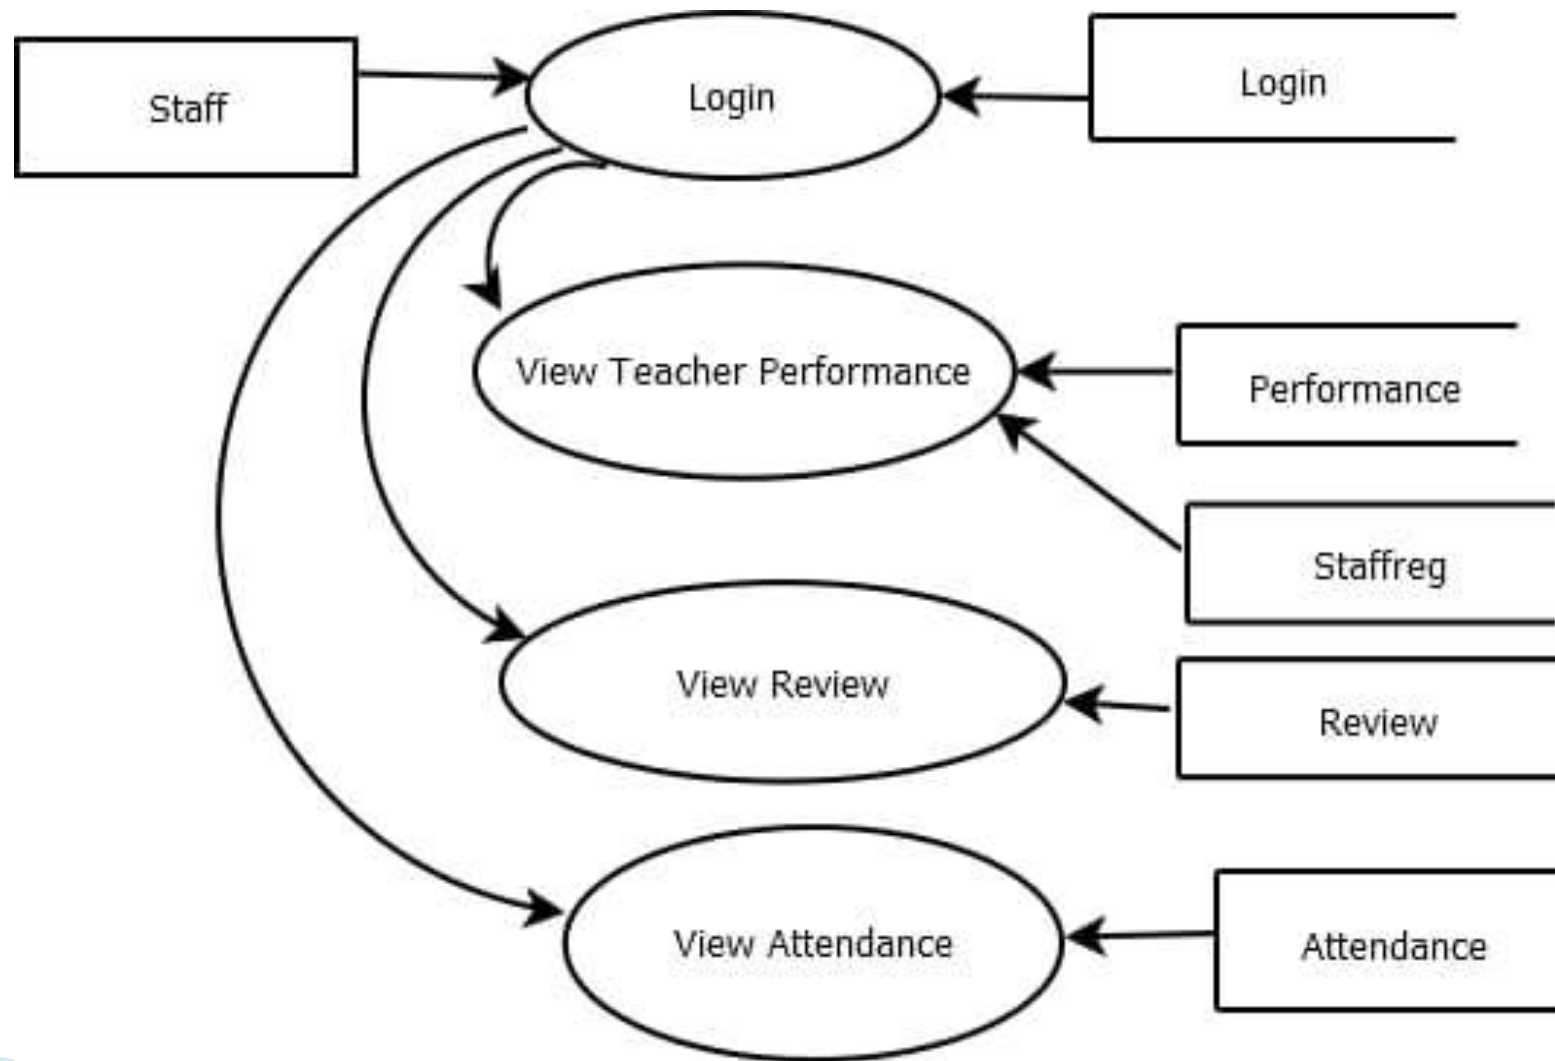 Staff
Login
Login
View Teacher Performance
Performance
Staffreg
View Review
Review
View Attendance
Attendance